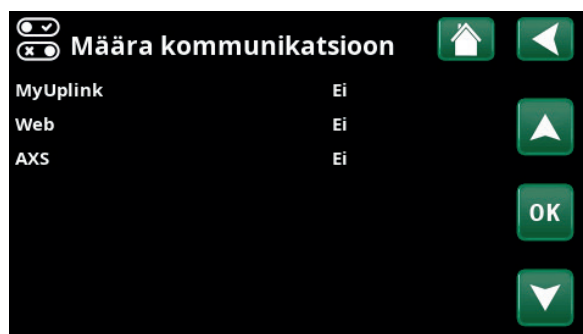 Määra kommunikatsioon
MyUplink Ei
Web Ei
AXS Ei
OK